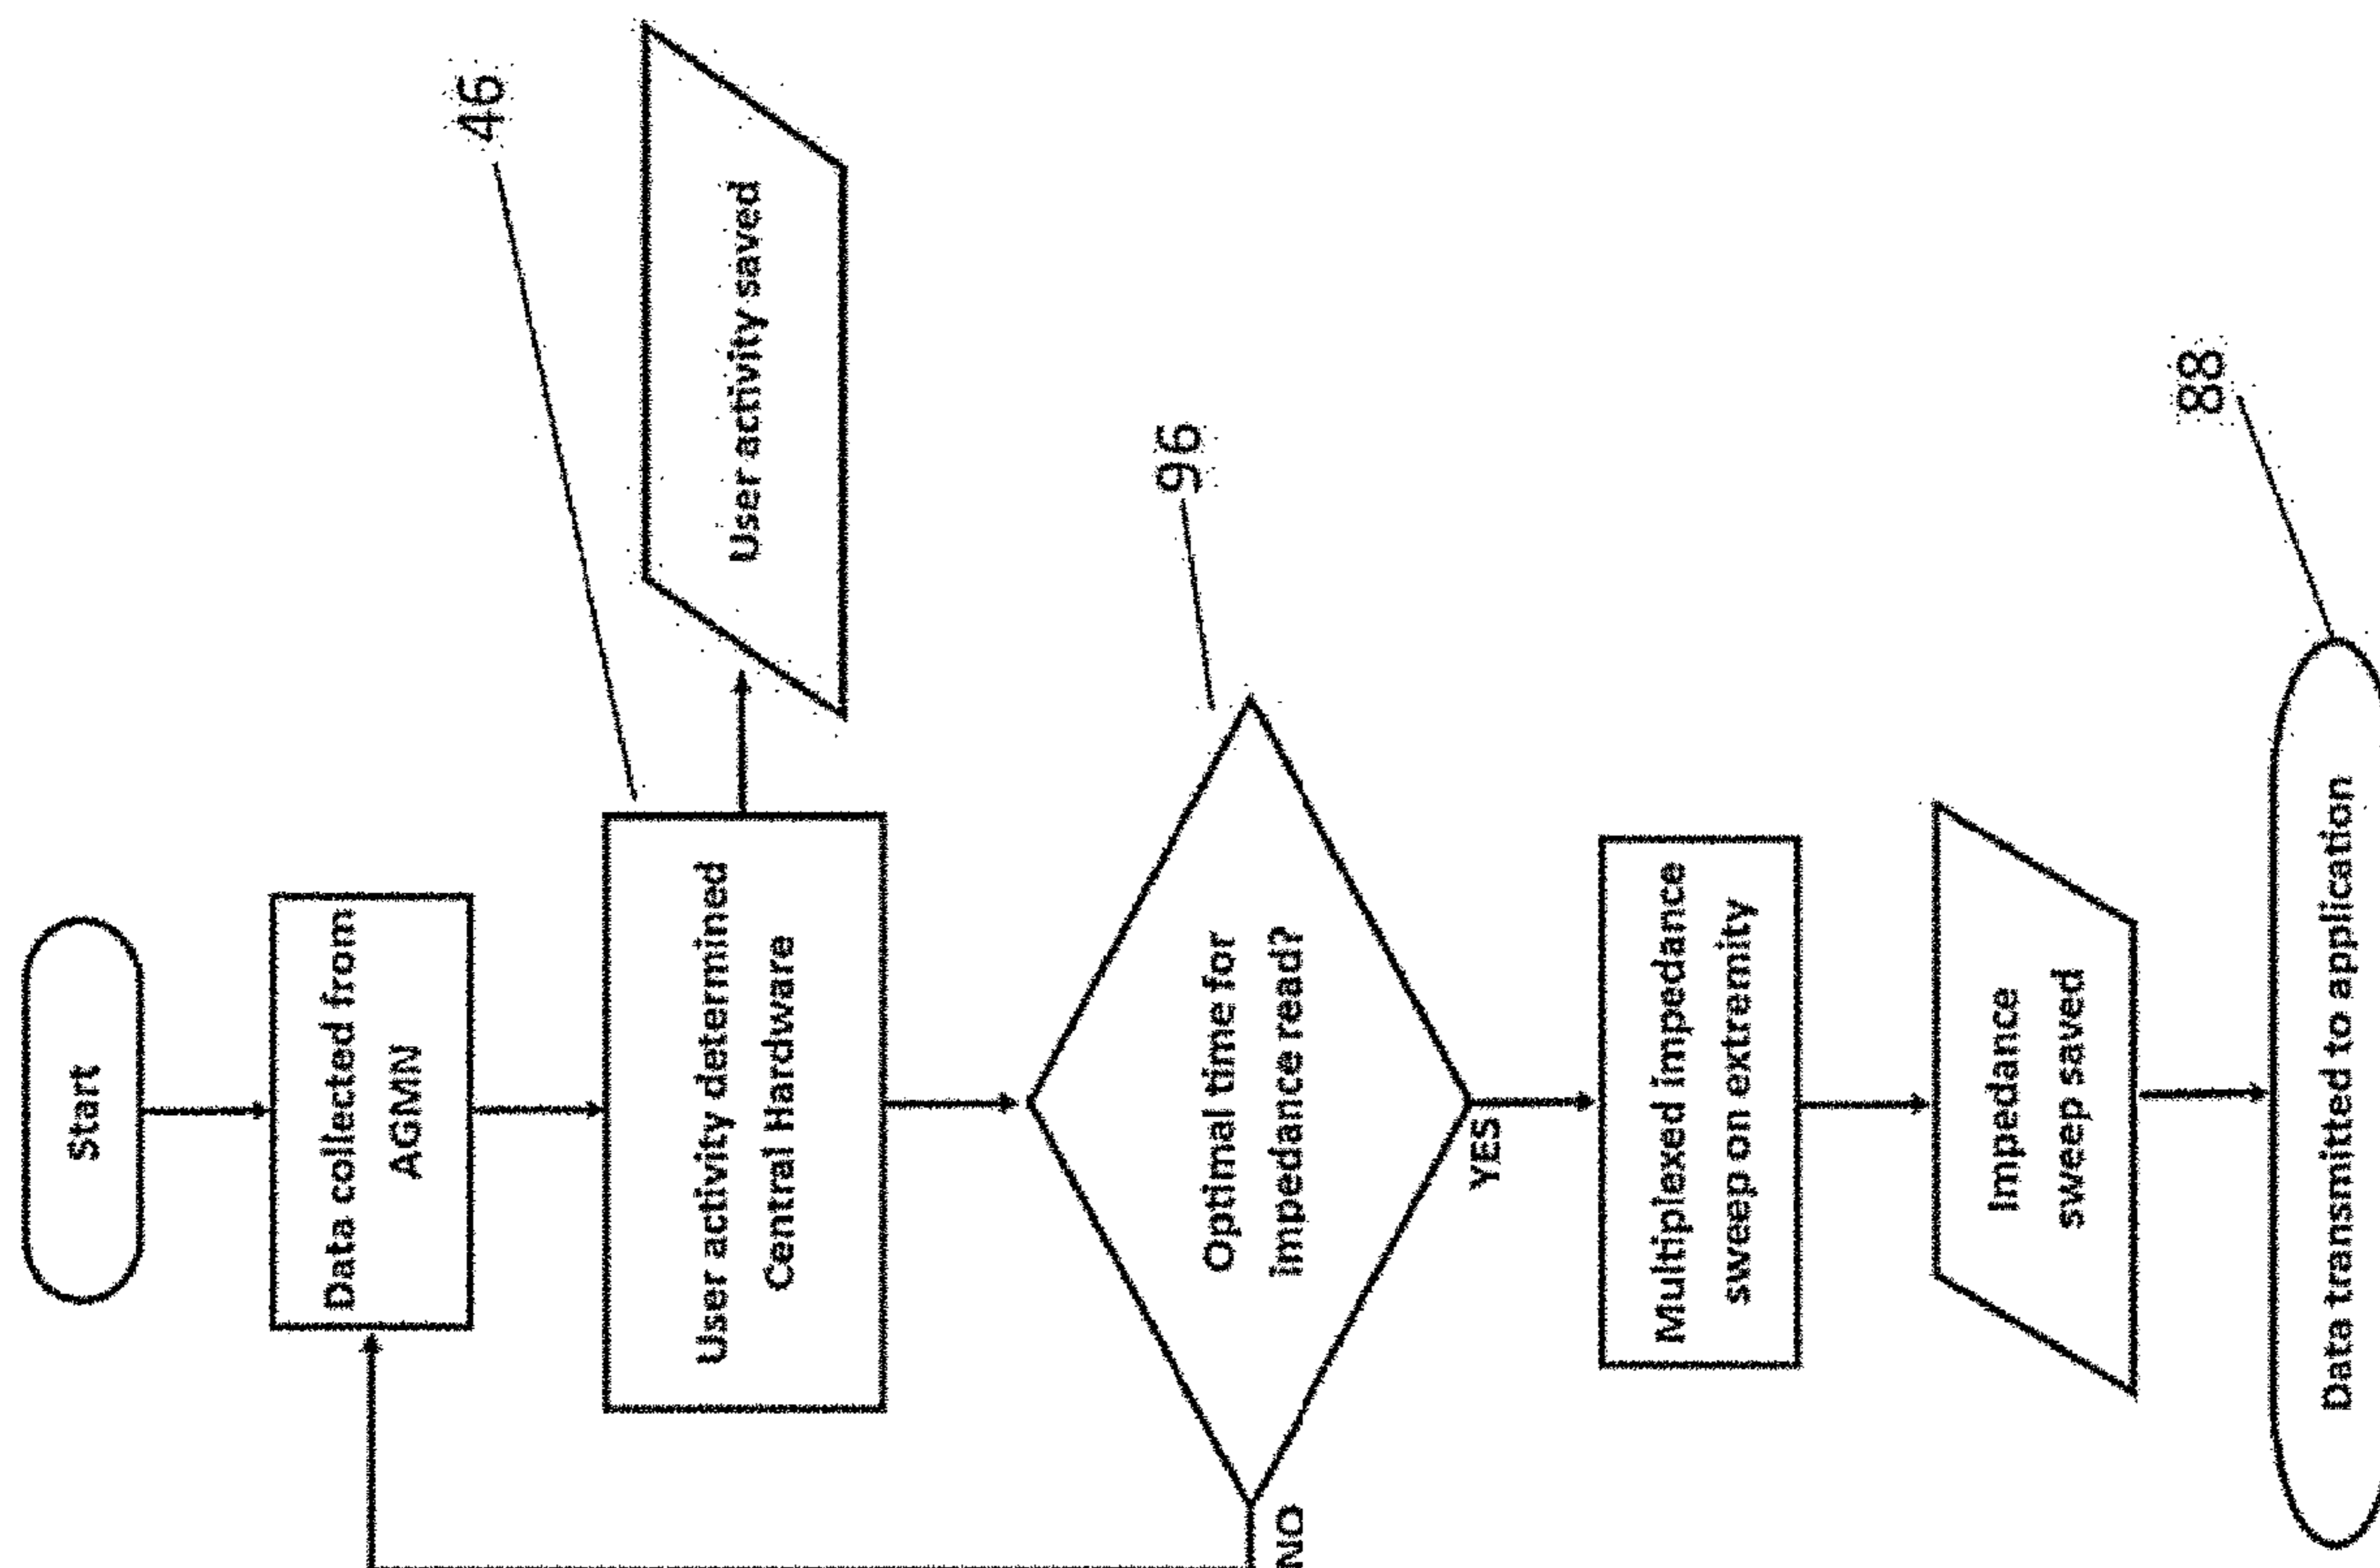 Start
Data collected from
AGMN
46
User activity determined
Central Hardware
User activity saved
96
Optimal time for
impedance read?
NO
YES
Multiplexed impedance
sweep on extremity
Impedance
sweep saved
88
Data transmitted to application